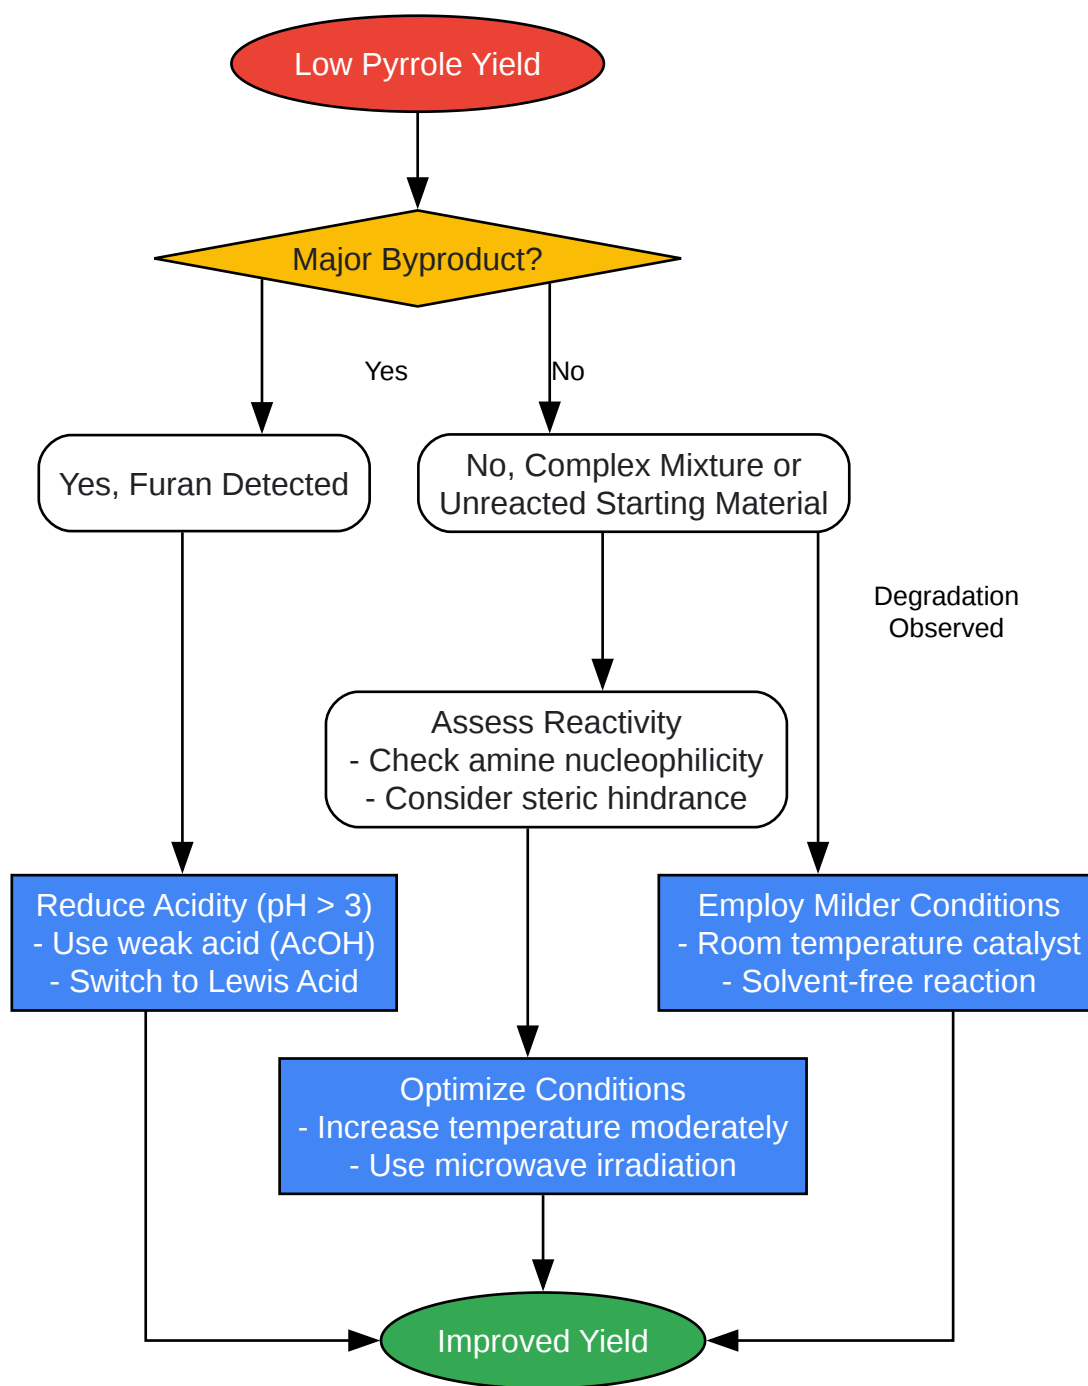 Low Pyrrole Yield
Major Byproduct?
Yes
No
Yes, Furan Detected
No, Complex Mixture or
Unreacted Starting Material
Degradation
Observed
Assess Reactivity
- Check amine nucleophilicity
- Consider steric hindrance
Reduce Acidity (pH > 3)
- Use weak acid (AcOH)
- Switch to Lewis Acid
Employ Milder Conditions
- Room temperature catalyst
- Solvent-free reaction
Optimize Conditions
- Increase temperature moderately
- Use microwave irradiation
Improved Yield